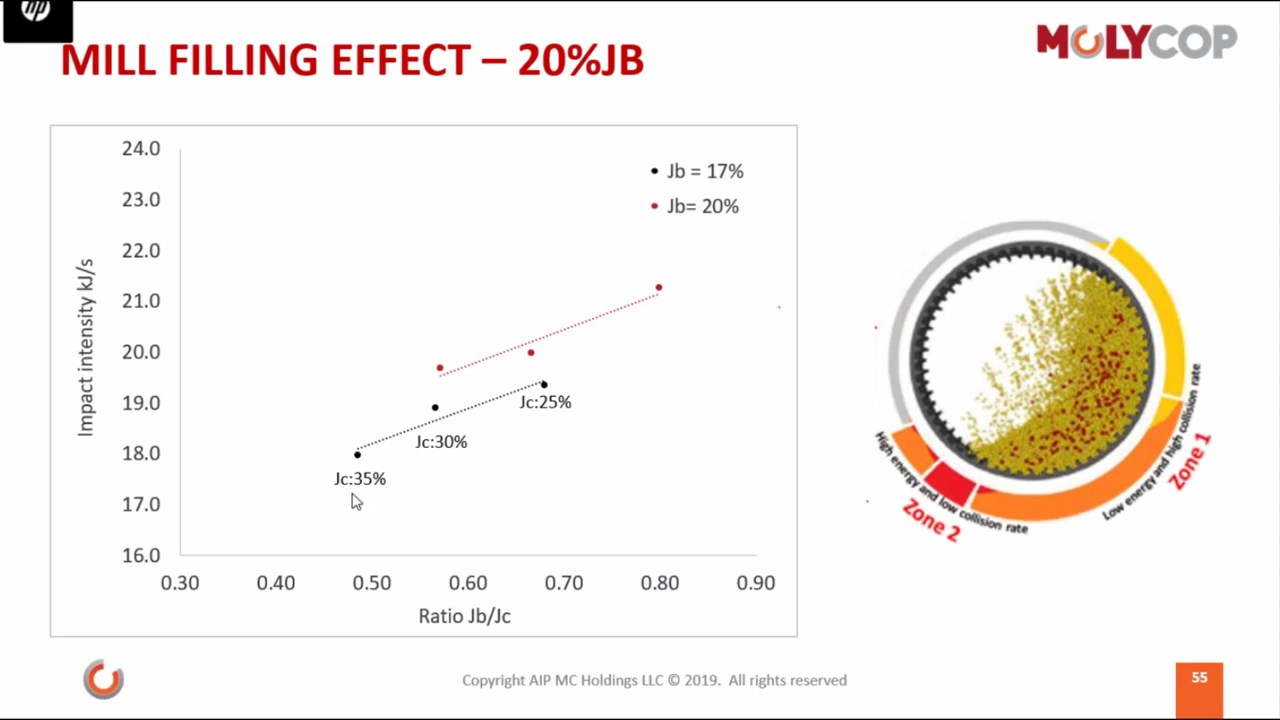 hp
MILL FILLING EFFECT – 20%JB
MOLYCOP
24.0
23.0
22.0
21.0
20.0
19.0
18.0
17.0
16.0
Impact intensity kJ/s
Jb = 17%
Jb= 20%
Jc:25%
Jc:30%
Jc:35%
0.30 0.40 0.50 0.60 0.70 0.80 0.90
Ratio Jb/Jc
High energy and low collision rate
Zone 2
Low energy and high collision rate
Zone 1
Copyright AIP MC Holdings LLC © 2019. All rights reserved
55